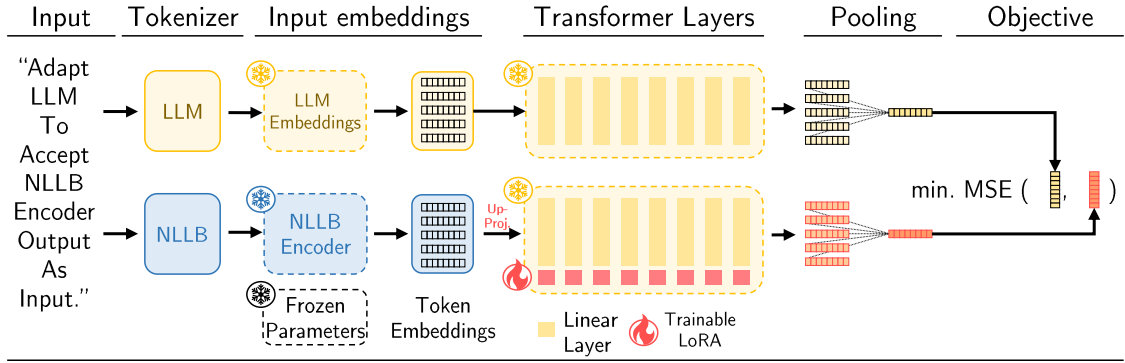 Input
Tokenizer
Input embeddings
Transformer Layers
Pooling
Objective
“Adapt
LLM
To
Accept
NLLB
Encoder
Output
As
Input.”
LLM
LLM
Embeddings
NLLB
NLLB
Encoder
Up-
Proj.
min. MSE ( , )
Frozen
Parameters
Token
Embeddings
Linear
Layer
Trainable
LoRA